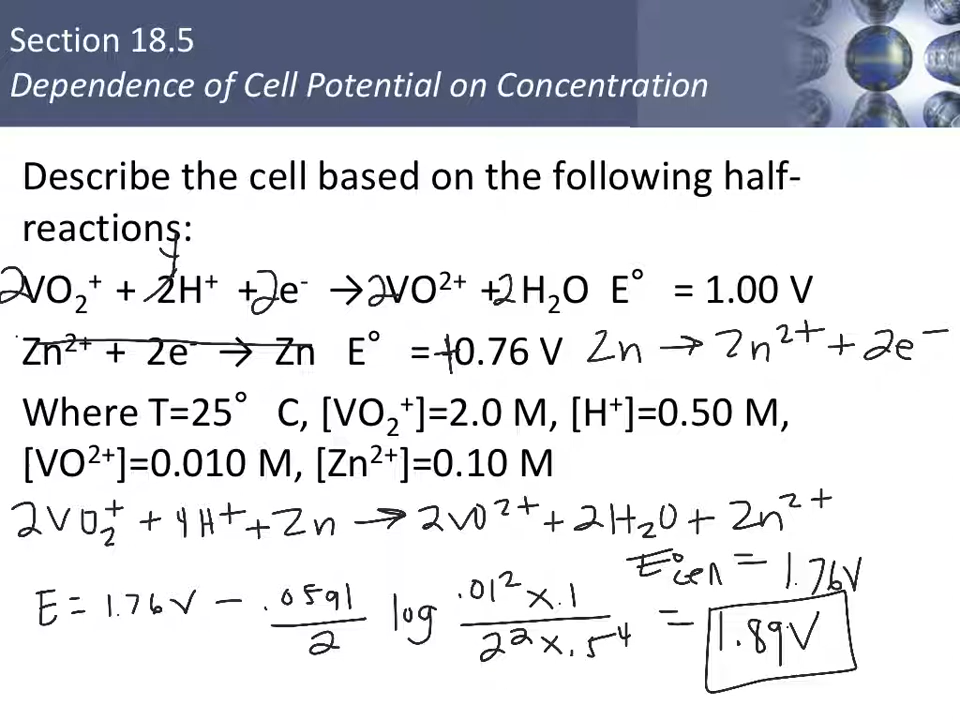 Section 18.5
Dependence of Cell Potential on Concentration
Describe the cell based on the following half-
reactions:
2VO₂⁺ + 4H⁺ + 2e⁻ → 2VO²⁺ + 2H₂O E° = 1.00 V
Zn²⁺ + 2e⁻ → Zn E° = +0.76 V Zn → Zn²⁺ + 2e⁻
Where T=25° C, [VO₂⁺]=2.0 M, [H⁺]=0.50 M,
[VO²⁺]=0.010 M, [Zn²⁺]=0.10 M
2VO₂⁺ + 4H⁺ + Zn → 2VO²⁺ + 2H₂O + Zn²⁺
E°cell = 1.76V
E = 1.76V − .0591/2 log .01² x .1 / 2² x .5⁴ = 1.89V